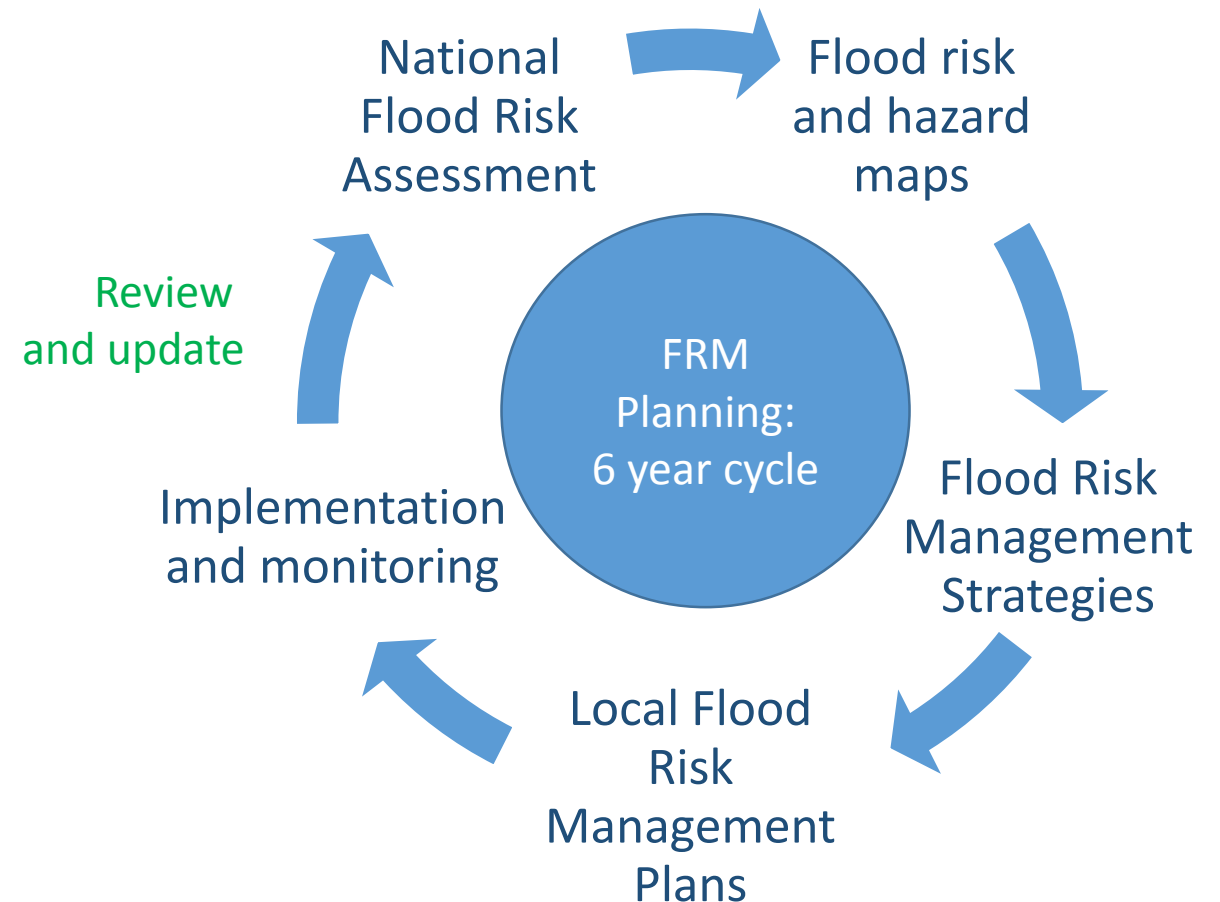 National
Flood Risk
Assessment
Flood risk
and hazard
maps
Review
and update
FRM
Planning:
6 year cycle
Flood Risk
Management
Strategies
Implementation
and monitoring
Local Flood
Risk
Management
Plans